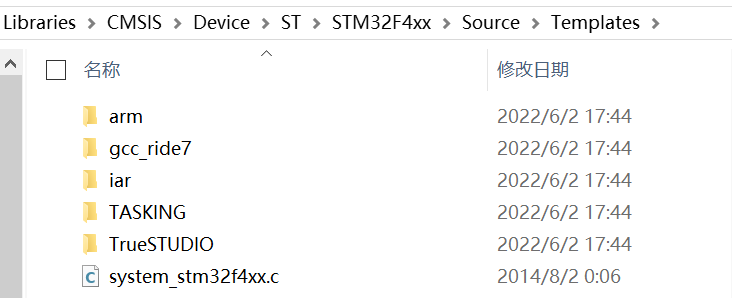 Libraries > CMSIS > Device > ST > STM32F4xx > Source > Templates >
名称 修改日期
arm 2022/6/2 17:44
gcc_ride7 2022/6/2 17:44
iar 2022/6/2 17:44
TASKING 2022/6/2 17:44
TrueSTUDIO 2022/6/2 17:44
system_stm32f4xx.c 2014/8/2 0:06